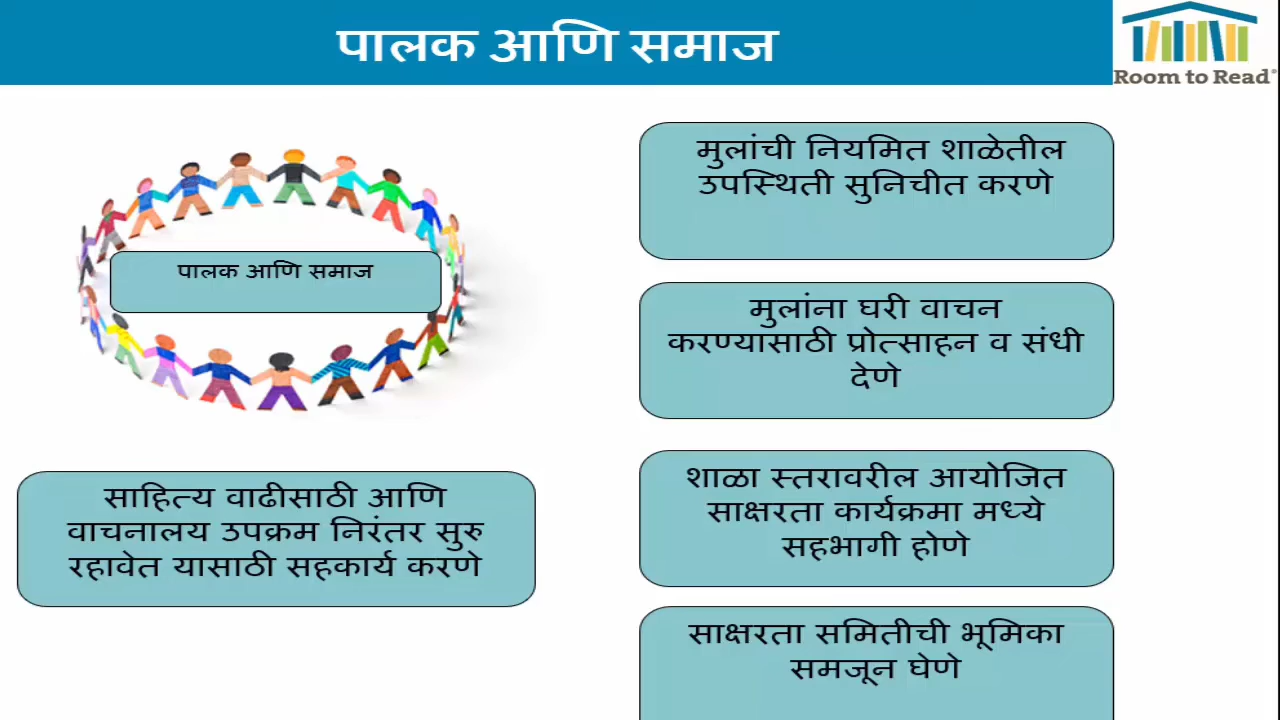 पालक आणि समाज
Room to Read®
पालक आणि समाज
साहित्य वाढीसाठी आणि
वाचनालय उपक्रम निरंतर सुरु
रहावेत यासाठी सहकार्य करणे
मुलांची नियमित शाळेतील
उपस्थिती सुनिचीत करणे
मुलांना घरी वाचन
करण्यासाठी प्रोत्साहन व संधी
देणे
शाळा स्तरावरील आयोजित
साक्षरता कार्यक्रमा मध्ये
सहभागी होणे
साक्षरता समितीची भूमिका
समजून घेणे